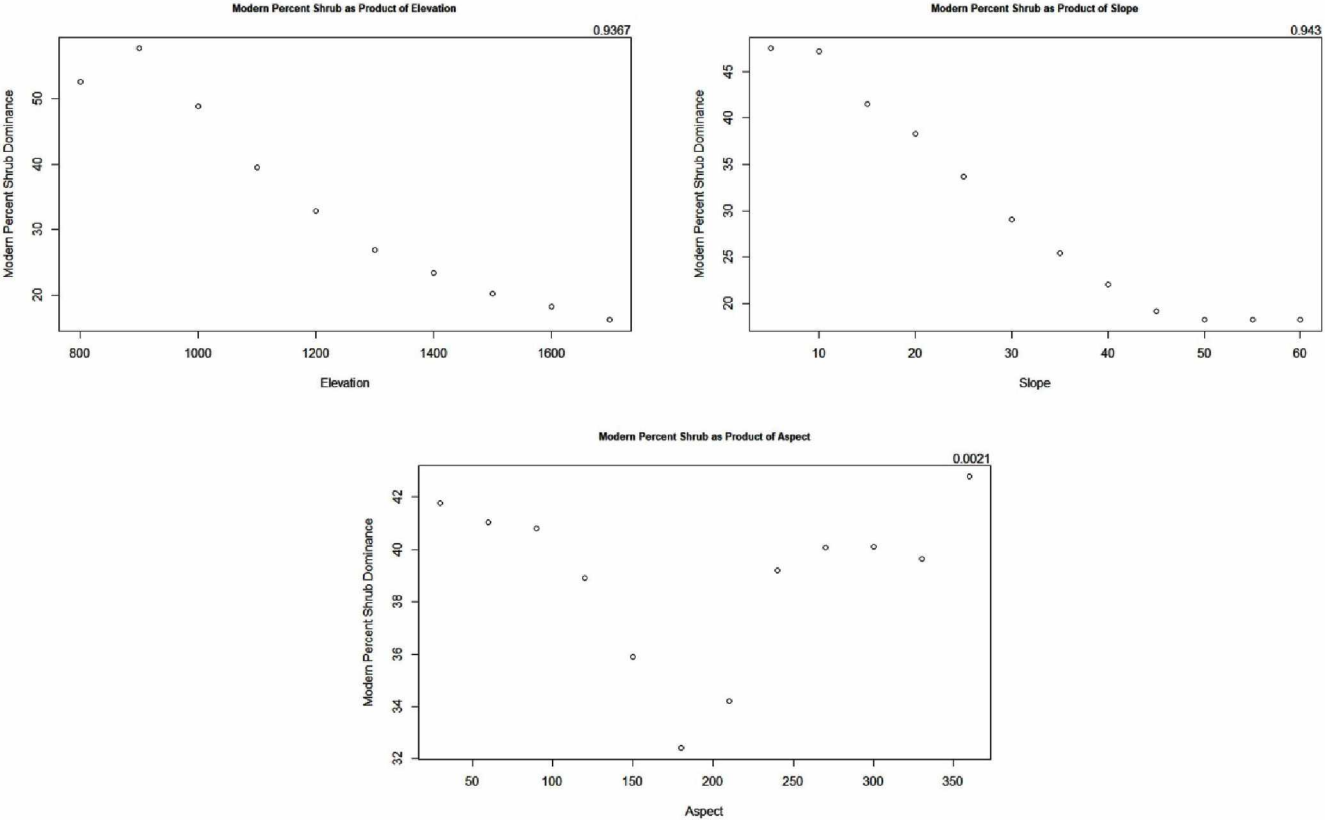 Modern Percent Shrub as Product of Elevation
0.9367
Modern Percent Shrub Dominance
50
40
30
20
800 1000 1200 1400 1600
Elevation
Modern Percent Shrub as Product of Slope
0.943
Modern Percent Shrub Dominance
45
40
35
30
25
20
10 20 30 40 50 60
Slope
Modern Percent Shrub as Product of Aspect
0.0021
Modern Percent Shrub Dominance
42
40
38
36
34
32
50 100 150 200 250 300 350
Aspect